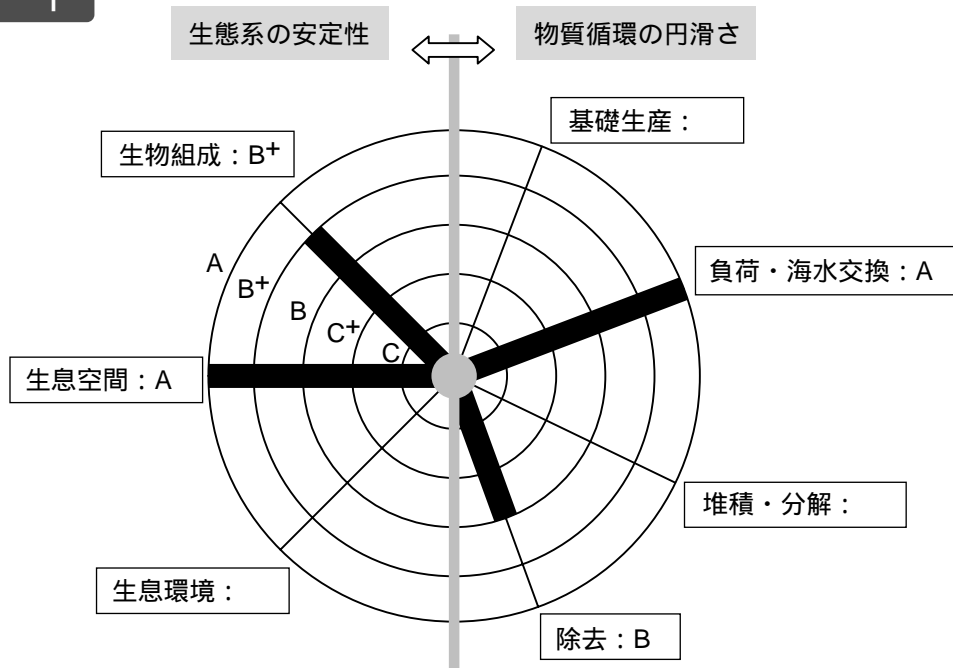 生態系の安定性
物質循環の円滑さ
基礎生産：
生物組成：B+
A
B+
B
C+
C
負荷・海水交換：A
生息空間：A
堆積・分解：
生息環境：
除去：B